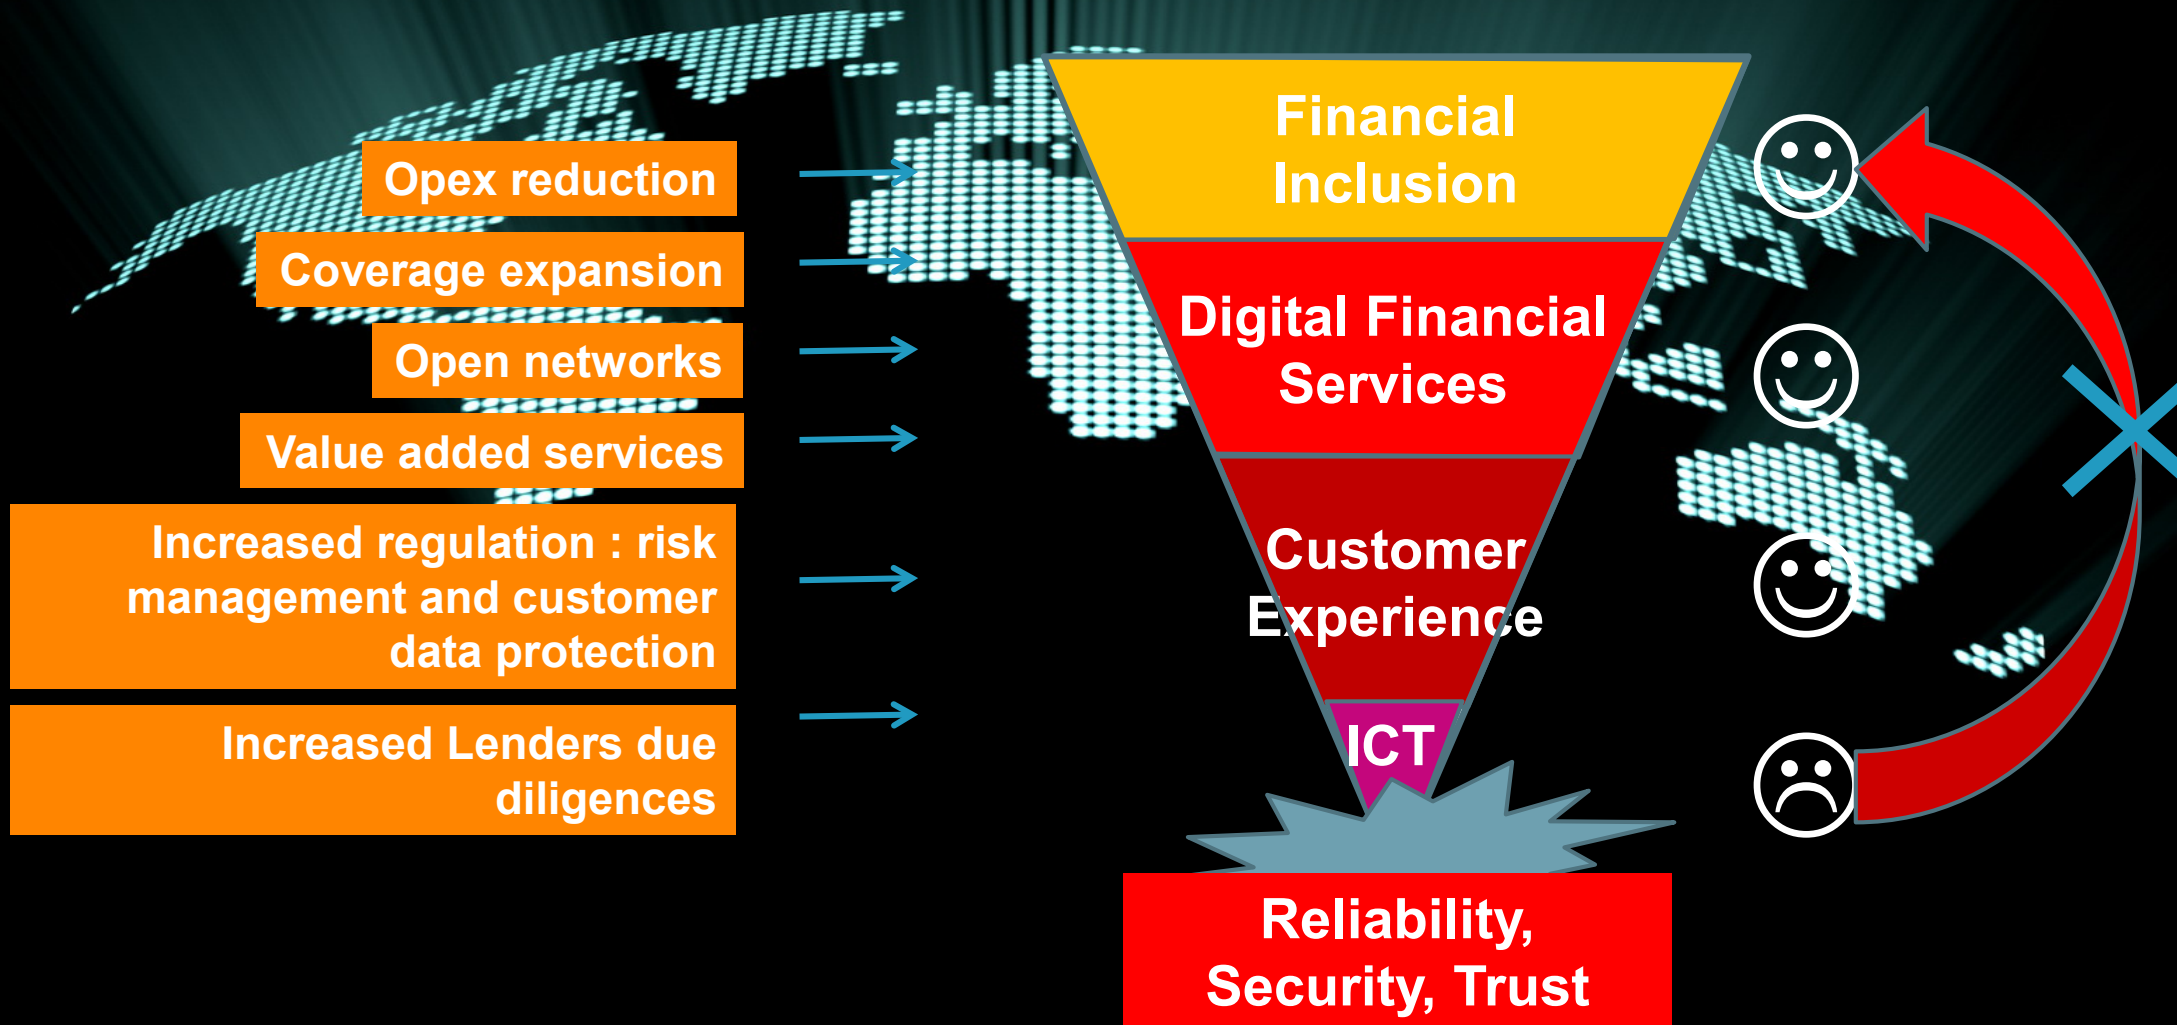 Opex reduction
Coverage expansion
Open networks
Value added services
Increased regulation : risk
management and customer
data protection
Increased Lenders due
diligences
Financial
Inclusion
Digital Financial
Services
Customer
Experience
ICT
Reliability,
Security, Trust